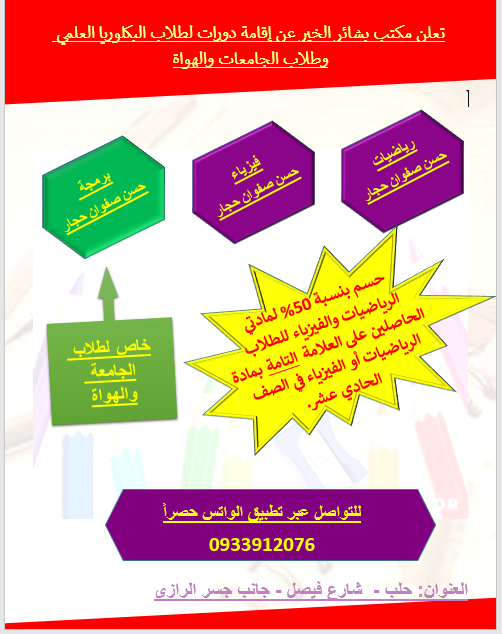 تعلن مكتب بشائر الخير عن إقامة دورات لطلاب البكلوريا العلمي
وطلاب الجامعات والهواة
أ
رياضيات
حسن صفوان حجار
فيزياء
حسن صفوان حجار
برمجة
حسن صفوان حجار
حسم بنسبة 50% لمادتي
الرياضيات والفيزياء للطلاب
الحاصلين على العلامة التامة بمادة
الرياضيات أو الفيزياء في الصف
الحادي عشر.
خاص لطلاب
الجامعة
والهواة
للتواصل عبر تطبيق الواتس حصراً
0933912076
العنوان: حلب - شارع فيصل - جانب جسر الرازي